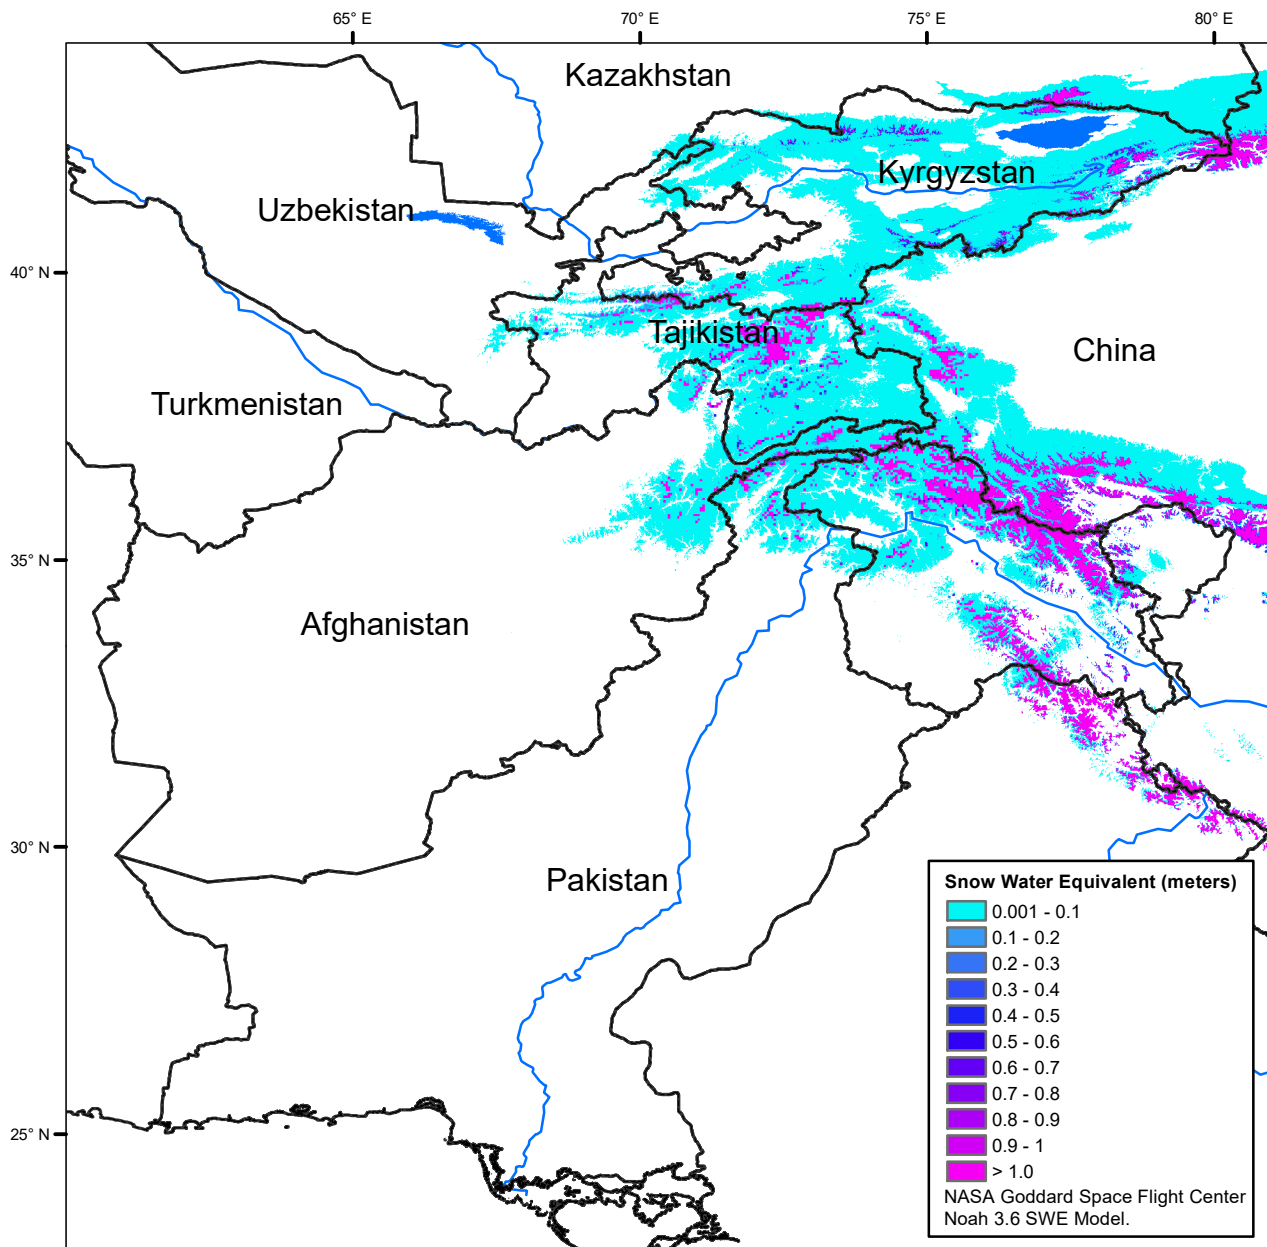 65° E
70° E
75° E
80° E
Kazakhstan
Kyrgyzstan
Uzbekistan
40° N
Tajikistan
China
Turkmenistan
35° N
Afghanistan
30° N
Pakistan
Snow Water Equivalent (meters)
0.001 - 0.1
0.1 - 0.2
0.2 - 0.3
0.3 - 0.4
0.4 - 0.5
0.5 - 0.6
0.6 - 0.7
0.7 - 0.8
0.8 - 0.9
0.9 - 1
> 1.0
25° N
NASA Goddard Space Flight Center
Noah 3.6 SWE Model.